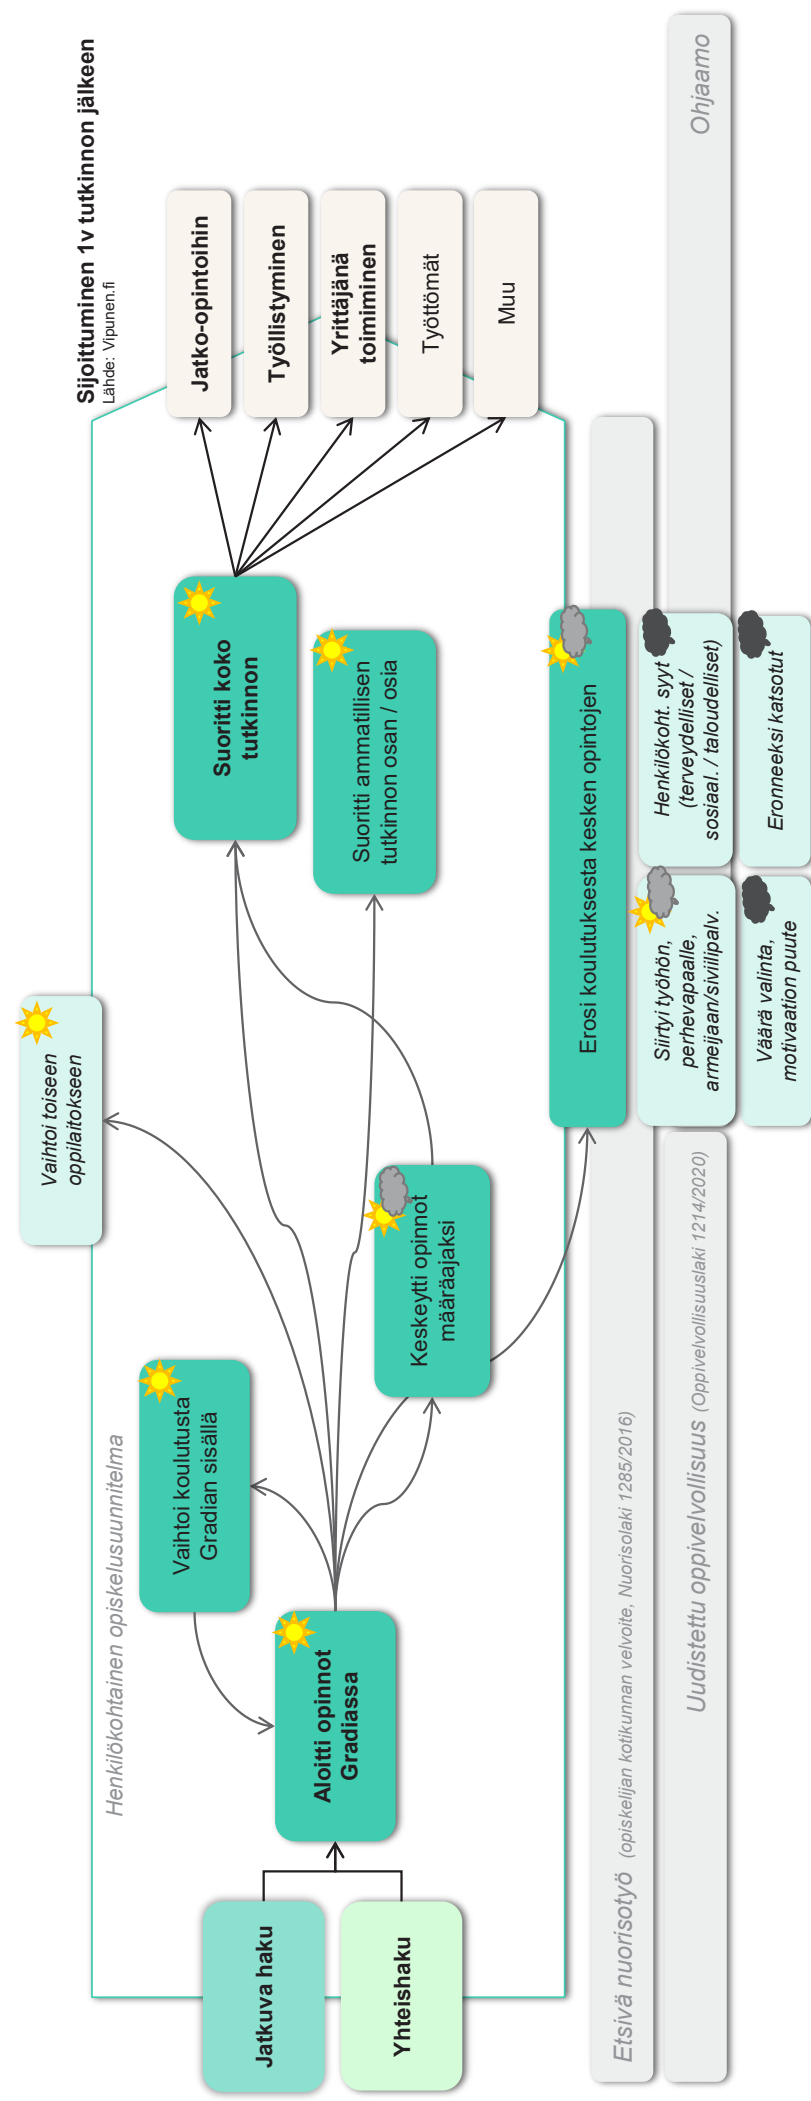 Sijoittuminen 1v tutkinnon jälkeen
Lähde: Vipunen.fi
Henkilökohtainen opiskelusuunnitelma
Jatkuva haku
Yhteishaku
Aloitti opinnot
Gradiassa
Vaihtoi koulutusta
Gradian sisällä
Vaihtoi toiseen
oppilaitokseen
Keskeytti opinnot
määräajaksi
Suoritti koko
tutkinnon
Suoritti ammatillisen
tutkinnon osan / osia
Jatko-opintoihin
Työllistyminen
Yrittäjänä
toimiminen
Työttömät
Muu
Erosi koulutuksesta kesken opintojen
Siirtyi työhön,
perhevapaalle,
armeijaan/siviilipalv.
Henkilökoht. syyt
(terveydelliset /
sosiaal. / taloudelliset)
Väärä valinta,
motivaation puute
Eronneeksi katsotut
Etsivä nuorisotyö (opiskelijan kotikunnan velvoite, Nuorisolaki 1285/2016)
Uudistettu oppivelvollisuus (Oppivelvollisuuslaki 1214/2020)
Ohjaamo